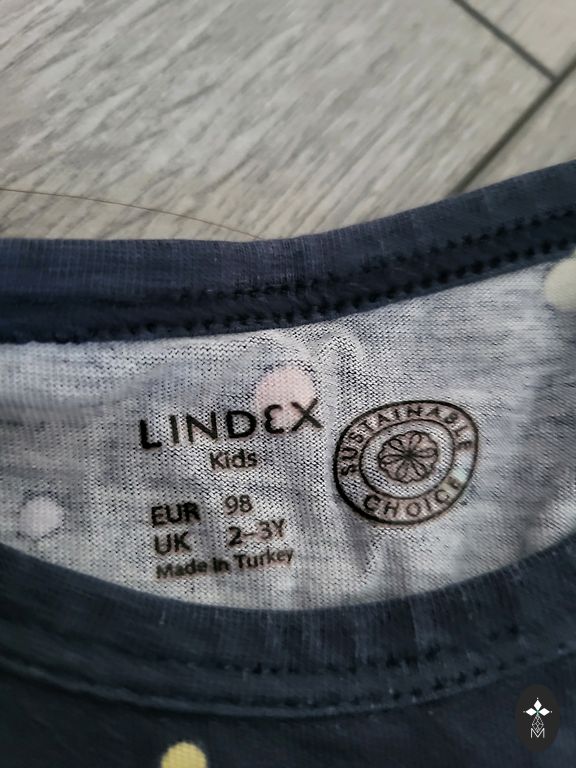 LINDEX
Kids
SUSTAINABLE
CHOICE
EUR 98
UK 2–3Y
Made in Turkey
M